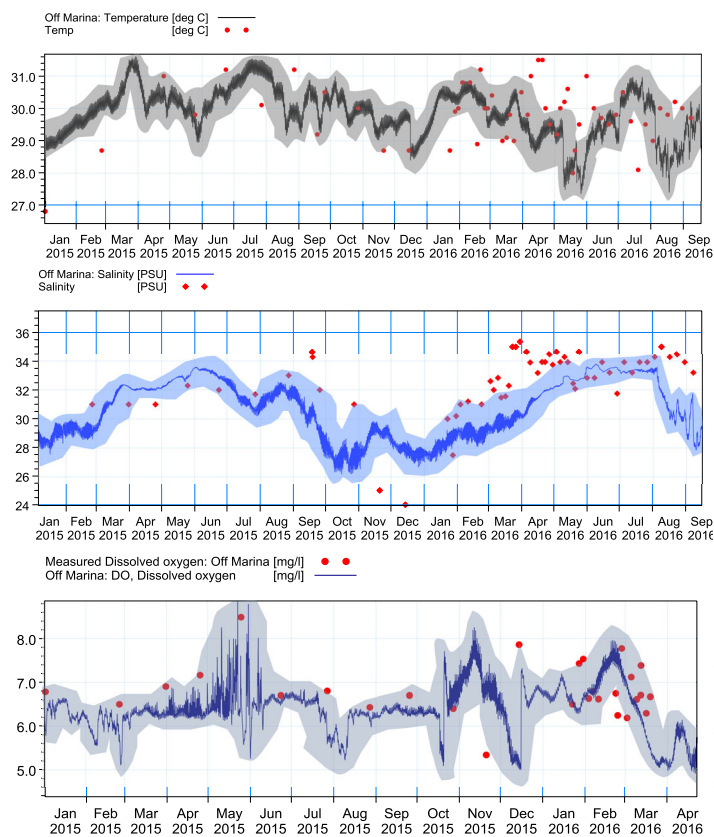 Off Marina: Temperature [deg C]
Temp [deg C]
31.0
30.0
29.0
28.0
27.0
Jan Feb Mar Apr May Jun Jul Aug Sep Oct Nov Dec Jan Feb Mar Apr May Jun Jul Aug Sep
2015 2015 2015 2015 2015 2015 2015 2015 2015 2015 2015 2015 2016 2016 2016 2016 2016 2016 2016 2016 2016
Off Marina: Salinity [PSU]
Salinity [PSU]
36
34
32
30
28
26
24
Jan Feb Mar Apr May Jun Jul Aug Sep Oct Nov Dec Jan Feb Mar Apr May Jun Jul Aug Sep
2015 2015 2015 2015 2015 2015 2015 2015 2015 2015 2015 2015 2016 2016 2016 2016 2016 2016 2016 2016 2016
Measured Dissolved oxygen: Off Marina [mg/l]
Off Marina: DO, Dissolved oxygen [mg/l]
8.0
7.0
6.0
5.0
Jan Feb Mar Apr May Jun Jul Aug Sep Oct Nov Dec Jan Feb Mar Apr
2015 2015 2015 2015 2015 2015 2015 2015 2015 2015 2015 2015 2016 2016 2016 2016